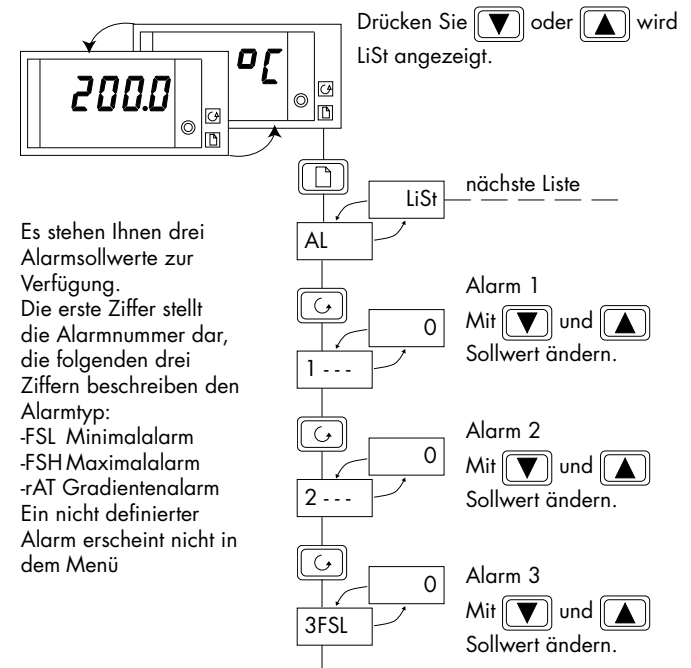 Drücken Sie ▼ oder ▲ wird
LiSt angezeigt.
200.0
°C
LiSt
nächste Liste
AL
Es stehen Ihnen drei
Alarmsollwerte zur
Verfügung.
Die erste Ziffer stellt
die Alarmnummer dar,
die folgenden drei
Ziffern beschreiben den
Alarmtyp:
-FSL Minimalalarm
-FSH Maximalalarm
-rAT Gradientenalarm
Ein nicht definierter
Alarm erscheint nicht in
dem Menü
0
1 - - -
Alarm 1
Mit ▼ und ▲
Sollwert ändern.
0
2 - - -
Alarm 2
Mit ▼ und ▲
Sollwert ändern.
0
3FSL
Alarm 3
Mit ▼ und ▲
Sollwert ändern.